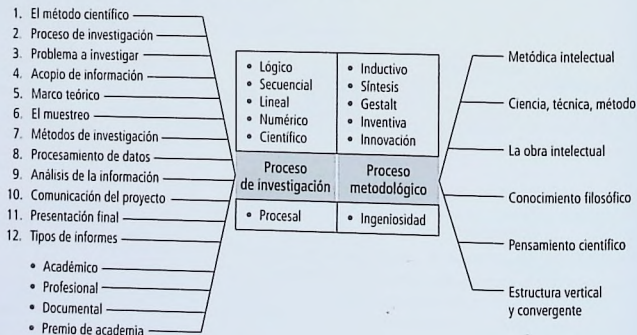 1. El método científico
2. Proceso de investigación
3. Problema a investigar
4. Acopio de información
5. Marco teórico
6. El muestreo
7. Métodos de investigación
8. Procesamiento de datos
9. Análisis de la información
10. Comunicación del proyecto
11. Presentación final
12. Tipos de informes
• Académico
• Profesional
• Documental
• Premio de academia
• Lógico
• Secuencial
• Lineal
• Numérico
• Científico
Proceso
de investigación
• Procesal
• Inductivo
• Síntesis
• Gestalt
• Inventiva
• Innovación
Proceso
metodológico
• Ingeniosidad
Metódica intelectual
Ciencia, técnica, método
La obra intelectual
Conocimiento filosófico
Pensamiento científico
Estructura vertical
y convergente